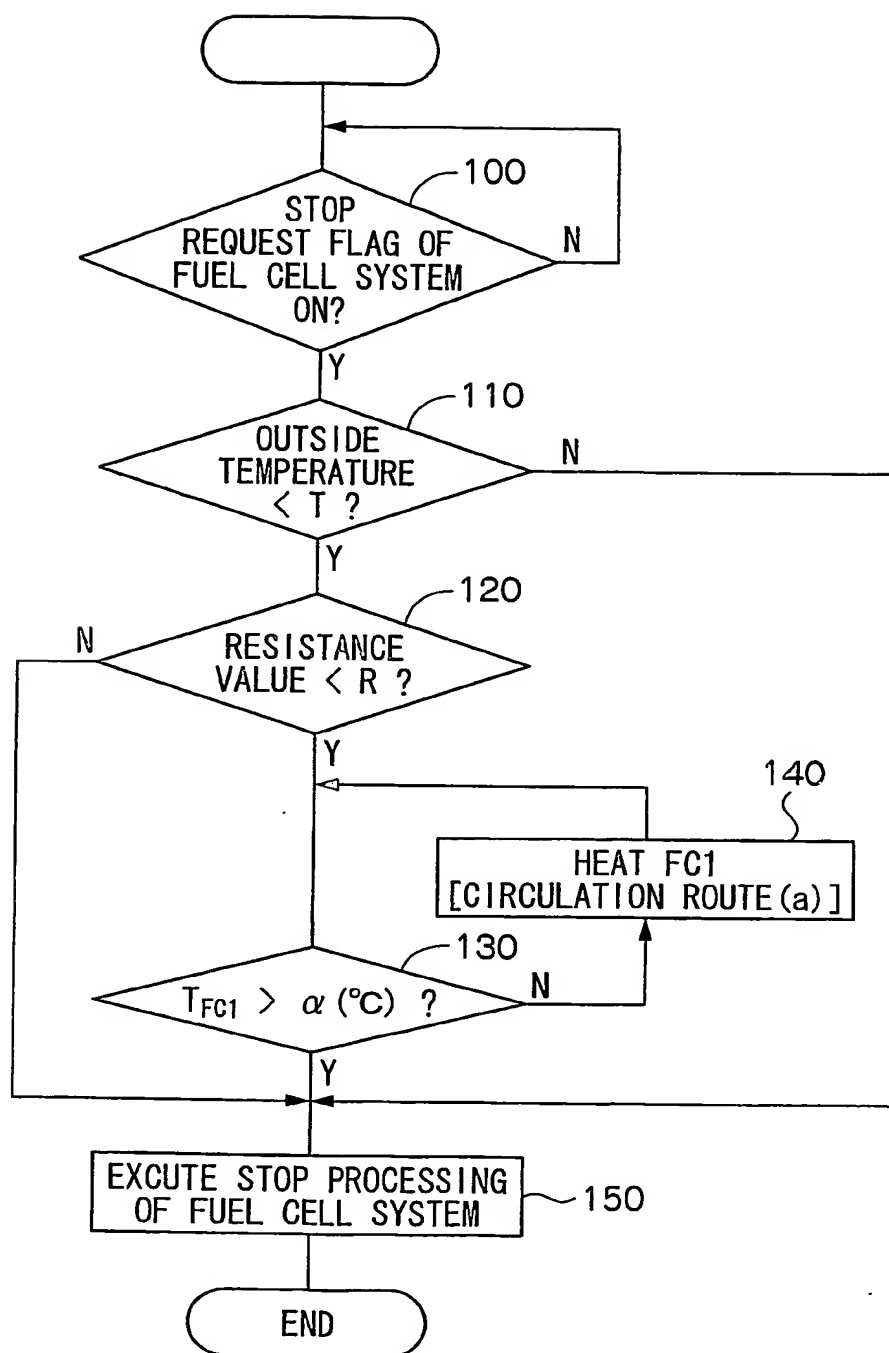 100
STOP
REQUEST FLAG OF
FUEL CELL SYSTEM
ON?
N
Y
110
OUTSIDE
TEMPERATURE
< T ?
N
Y
120
N
RESISTANCE
VALUE < R ?
Y
140
HEAT FC1
[CIRCULATION ROUTE(a)]
130
TFC1 > α (℃) ?
N
Y
EXCUTE STOP PROCESSING
OF FUEL CELL SYSTEM
150
END